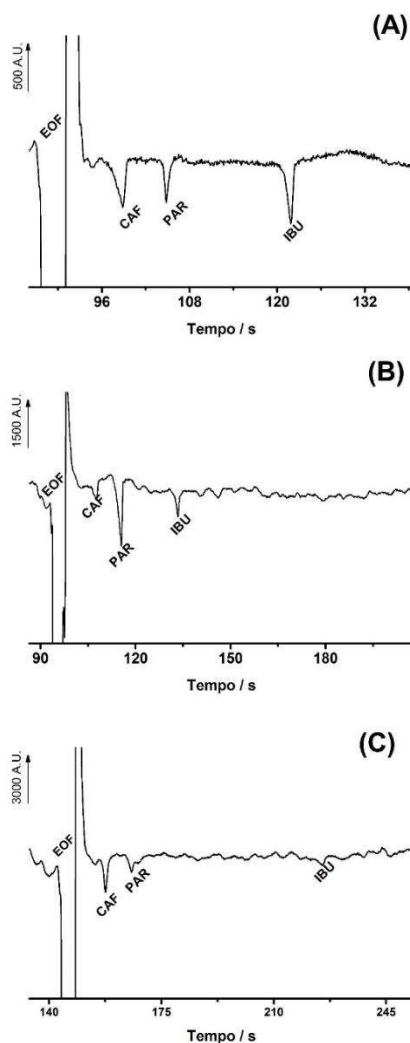 (A)
500 A.U.
EOF
CAF
PAR
IBU
96 108 120 132
Tempo / s
(B)
1500 A.U.
EOF
CAF
PAR
IBU
90 120 150 180
Tempo / s
(C)
3000 A.U.
EOF
CAF
PAR
IBU
140 175 210 245
Tempo / s